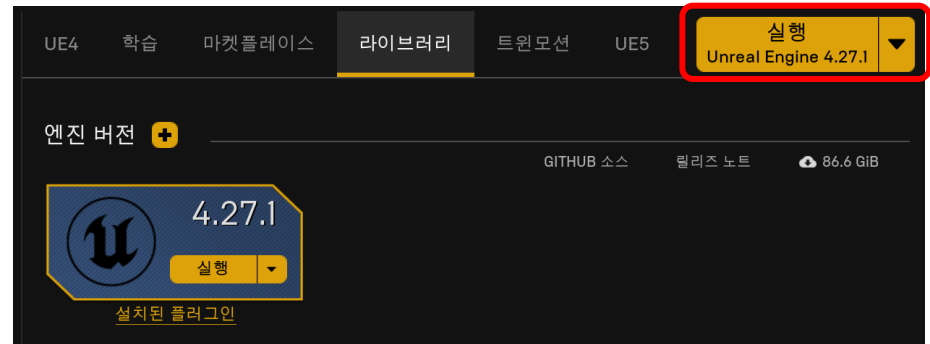 UE4 학습 마켓플레이스 라이브러리 트윈모션 UE5
실행
Unreal Engine 4.27.1
엔진 버전
GITHUB 소스 릴리즈 노트 86.6 GiB
4.27.1
실행
설치된 플러그인